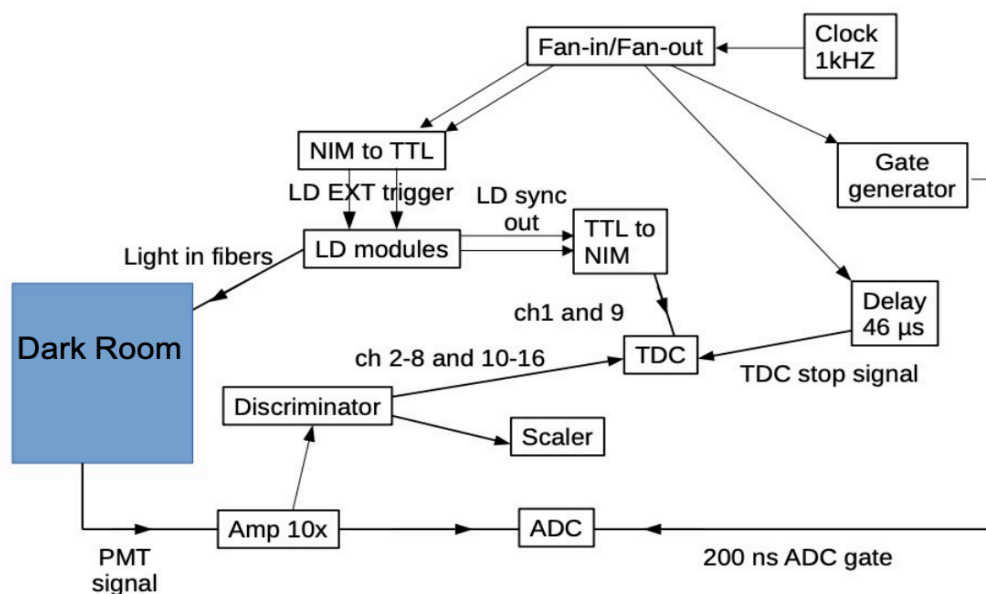 Fan-in/Fan-out
Clock
1kHZ
NIM to TTL
Gate
generator
LD EXT trigger
LD sync
out
TTL to
NIM
LD modules
Light in fibers
Delay
46 µs
ch1 and 9
Dark Room
TDC
ch 2-8 and 10-16
TDC stop signal
Discriminator
Scaler
Amp 10x
ADC
PMT
signal
200 ns ADC gate